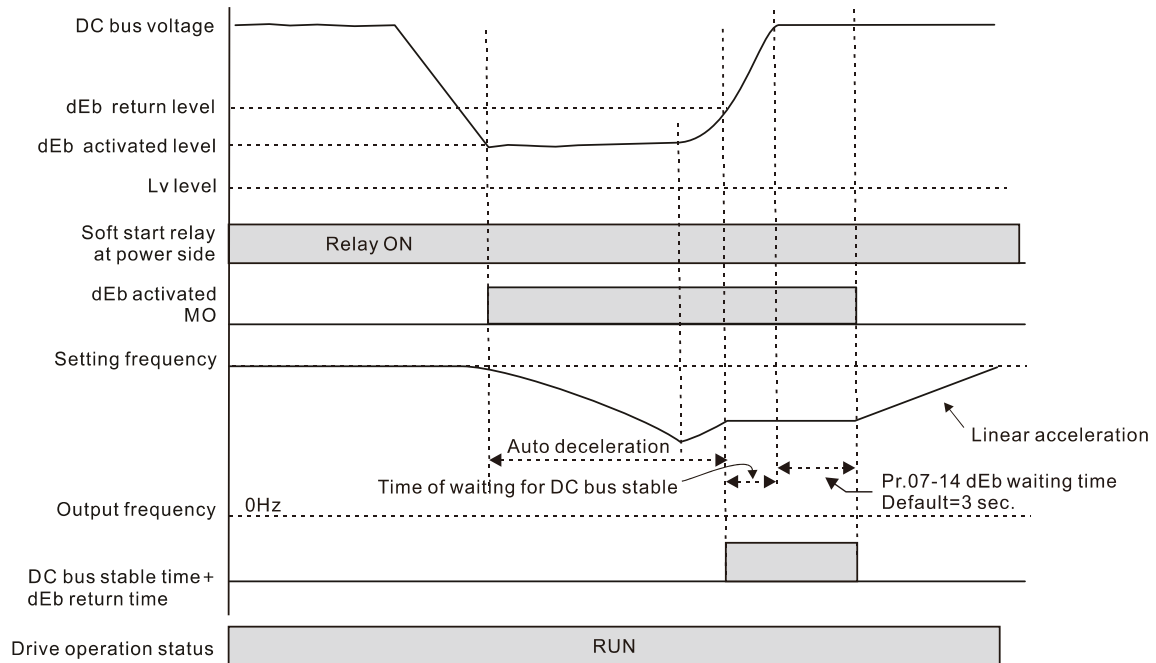 DC bus voltage
dEb return level
dEb activated level
Lv level
Soft start relay
at power side
Relay ON
dEb activated
MO
Setting frequency
Linear acceleration
Auto deceleration
Time of waiting for DC bus stable
Pr.07-14 dEb waiting time
Default=3 sec.
Output frequency
0Hz
DC bus stable time+
dEb return time
Drive operation status
RUN